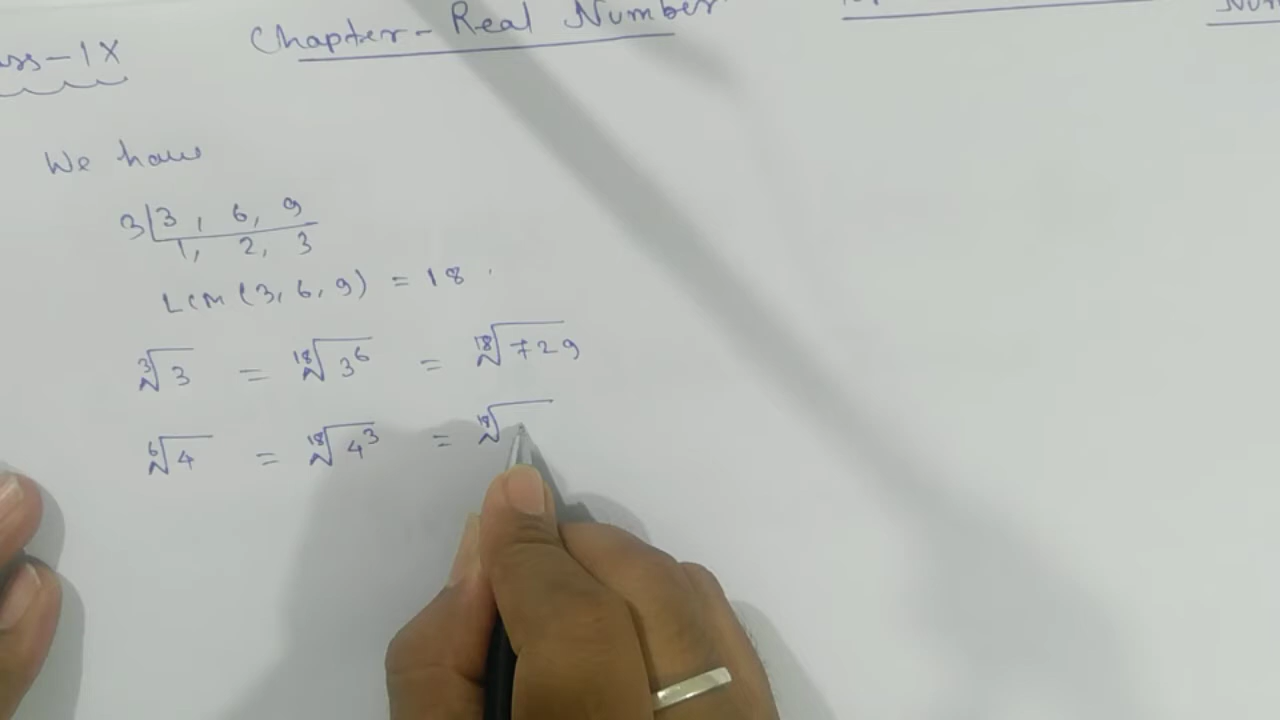 Chapter - Real Number
ass - IX
We have
3 | 3, 6, 9
1, 2, 3
LCM (3, 6, 9) = 18.
∛3 = ¹⁸√3⁶ = ¹⁸√729
⁶√4 = ¹⁸√4³ = ¹⁸√